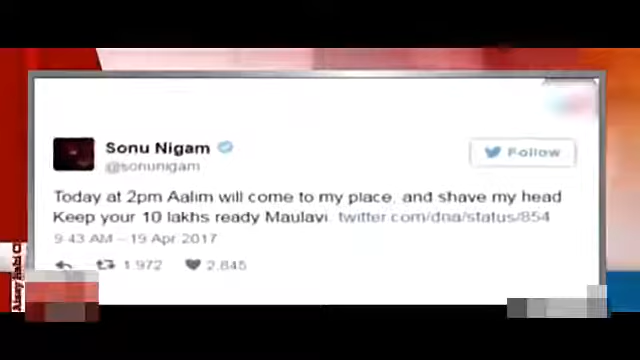 Sonu Nigam
@sonunigam
Follow
Today at 2pm Aalim will come to my place, and shave my head
Keep your 10 lakhs ready Maulavi. twitter.com/dna/status/854
9:43 AM – 19 Apr 2017
1,972 2,845